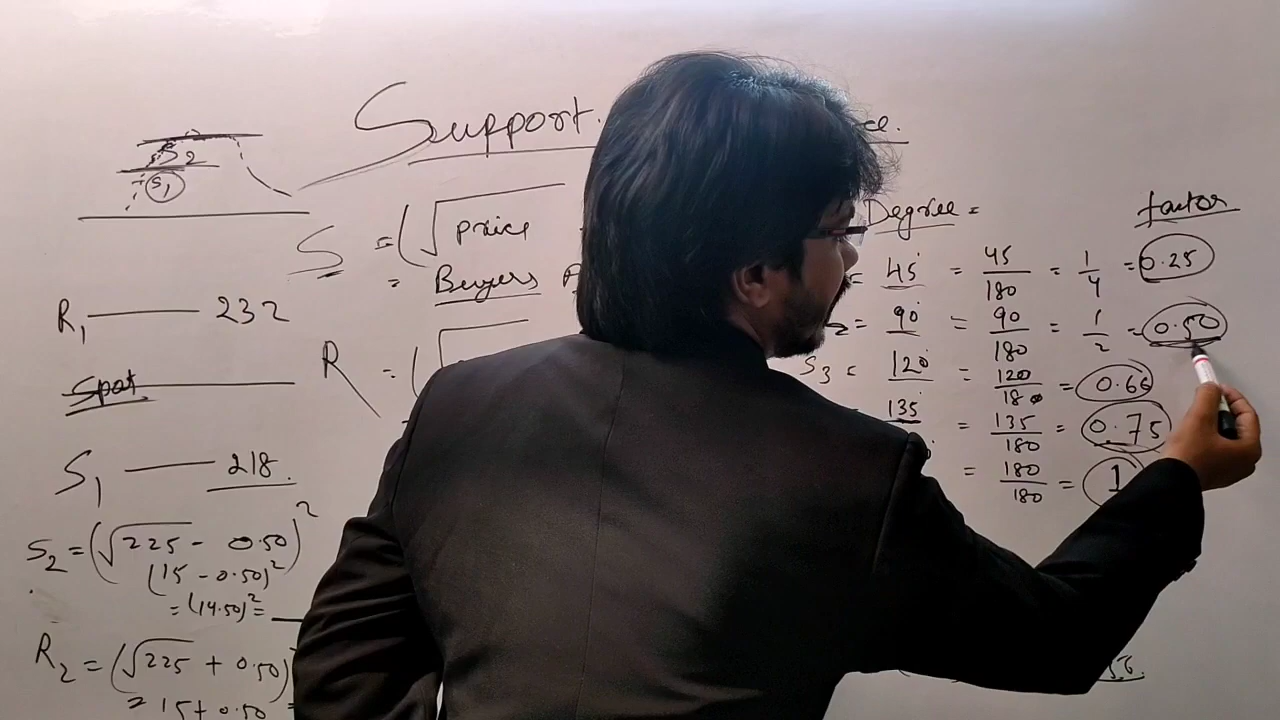 Support.
S2
S1
S = (√price
= Buyers
R = (√
R1 —— 232
Spot
S1 —— 218.
S2 = (√225 - 0.50)²
(15 - 0.50)²
= (14.50)² =
R2 = (√225 + 0.50)
= 15 + 0.50 =
Degree = factor
= 45° = 45/180 = 1/4 = 0.25
= 90° = 90/180 = 1/2 = 0.50
S3 = 120° = 120/180 = 0.66
135° = 135/180 = 0.75
= 180/180 = 1